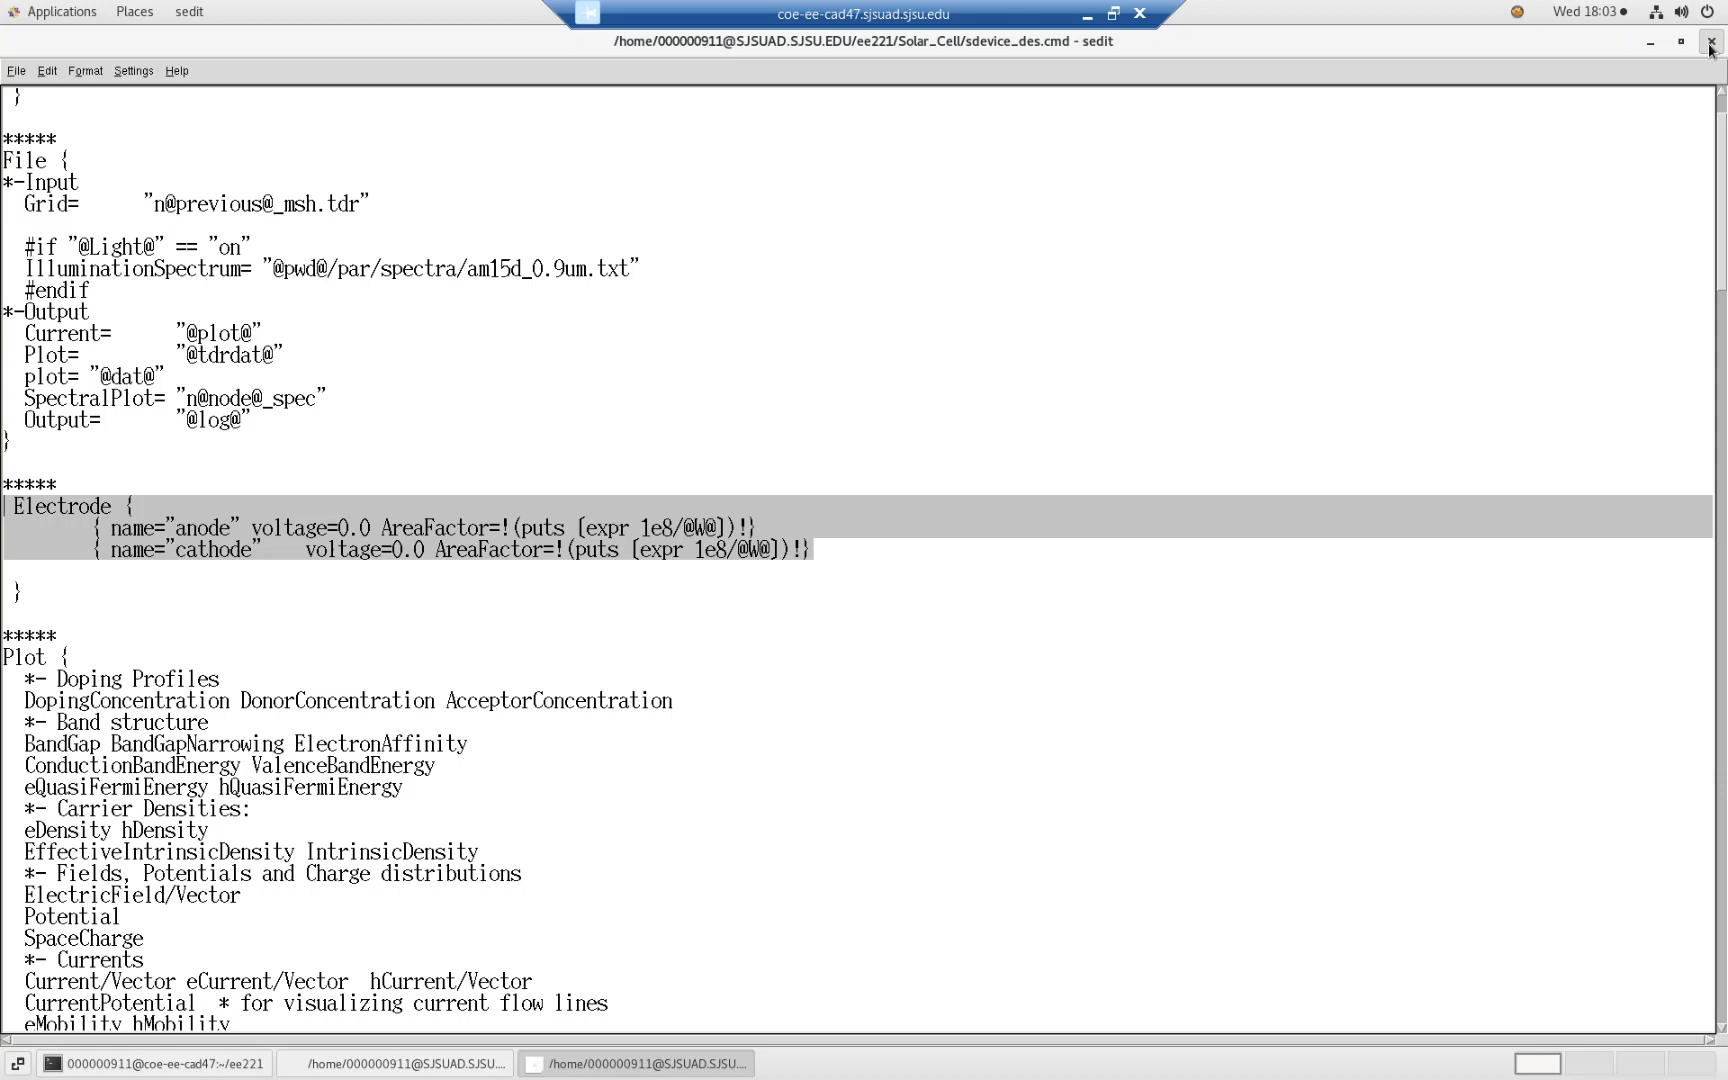 Applications Places sedit
coe-ee-cad47.sjsuad.sjsu.edu
Wed 18:03
/home/000000911@SJSUAD.SJSU.EDU/ee221/Solar_Cell/sdevice_des.cmd - sedit
File Edit Format Settings Help
}
*****
File {
*-Input
Grid= "n@previous@_msh.tdr"
#if "@Light@" == "on"
IlluminationSpectrum= "@pwd@/par/spectra/am15d_0.9um.txt"
#endif
*-Output
Current= "@plot@"
Plot= "@tdrdat@"
plot= "@dat@"
SpectralPlot= "n@node@_spec"
Output= "@log@"
}
*****
Electrode {
{ name="anode" voltage=0.0 AreaFactor=!(puts [expr 1e8/@W@])!}
{ name="cathode" voltage=0.0 AreaFactor=!(puts [expr 1e8/@W@])!}
}
*****
Plot {
*- Doping Profiles
DopingConcentration DonorConcentration AcceptorConcentration
*- Band structure
BandGap BandGapNarrowing ElectronAffinity
ConductionBandEnergy ValenceBandEnergy
eQuasiFermiEnergy hQuasiFermiEnergy
*- Carrier Densities:
eDensity hDensity
EffectiveIntrinsicDensity IntrinsicDensity
*- Fields, Potentials and Charge distributions
ElectricField/Vector
Potential
SpaceCharge
*- Currents
Current/Vector eCurrent/Vector hCurrent/Vector
CurrentPotential * for visualizing current flow lines
eMobility hMobility
000000911@coe-ee-cad47:~/ee221 /home/000000911@SJSUAD.SJSU.... /home/000000911@SJSUAD.SJSU....